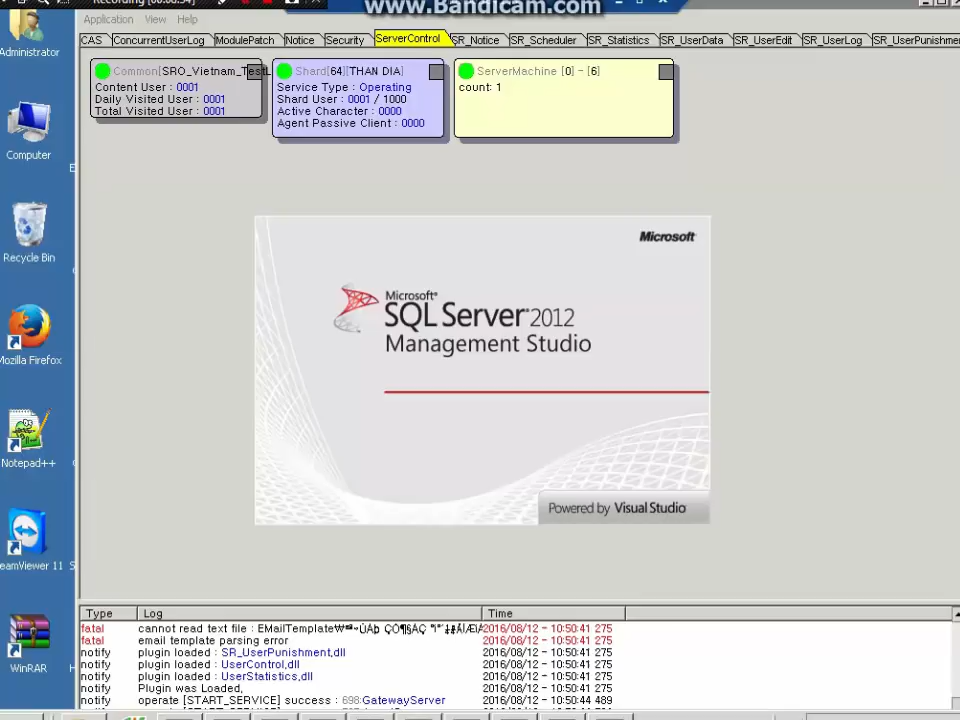 Recording [00:08:54]
www.Bandicam.com
Application View Help
CAS ConcurrentUserLog ModulePatch Notice Security ServerControl SR_Notice SR_Scheduler SR_Statistics SR_UserData SR_UserEdit SR_UserLog SR_UserPunishme
Administrator
Computer
Recycle Bin
Mozilla Firefox
Notepad++
eamViewer 11
WinRAR
Common[SRO_Vietnam_TestL
Content User : 0001
Daily Visited User : 0001
Total Visited User : 0001
Shard[64][THAN DIA]
Service Type : Operating
Shard User : 0001 / 1000
Active Character : 0000
Agent Passive Client : 0000
ServerMachine [0] - [6]
count: 1
Microsoft
Microsoft®
SQL Server® 2012
Management Studio
Powered by Visual Studio
Type Log Time
fatal cannot read text file : EMailTemplate 2016/08/12 - 10:50:41 275
fatal email template parsing error 2016/08/12 - 10:50:41 275
notify plugin loaded : SR_UserPunishment.dll 2016/08/12 - 10:50:41 275
notify plugin loaded : UserControl.dll 2016/08/12 - 10:50:41 275
notify plugin loaded : UserStatistics.dll 2016/08/12 - 10:50:41 275
notify Plugin was Loaded. 2016/08/12 - 10:50:41 275
notify operate [START_SERVICE] success : 698:GatewayServer 2016/08/12 - 10:50:44 489